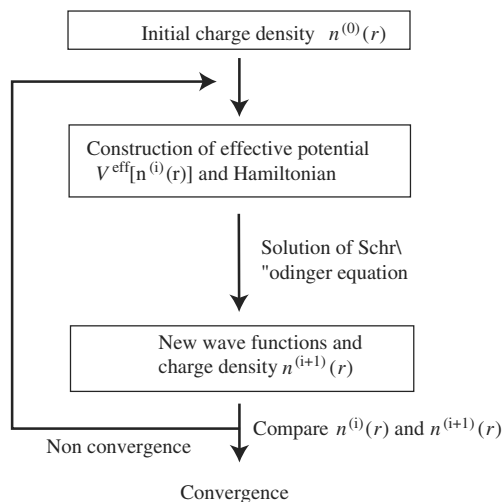 Initial charge density n^(0)(r)
Construction of effective potential
V^eff[n^(i)(r)] and Hamiltonian
Solution of Schr\
"odinger equation
New wave functions and
charge density n^(i+1)(r)
Compare n^(i)(r) and n^(i+1)(r)
Non convergence
Convergence